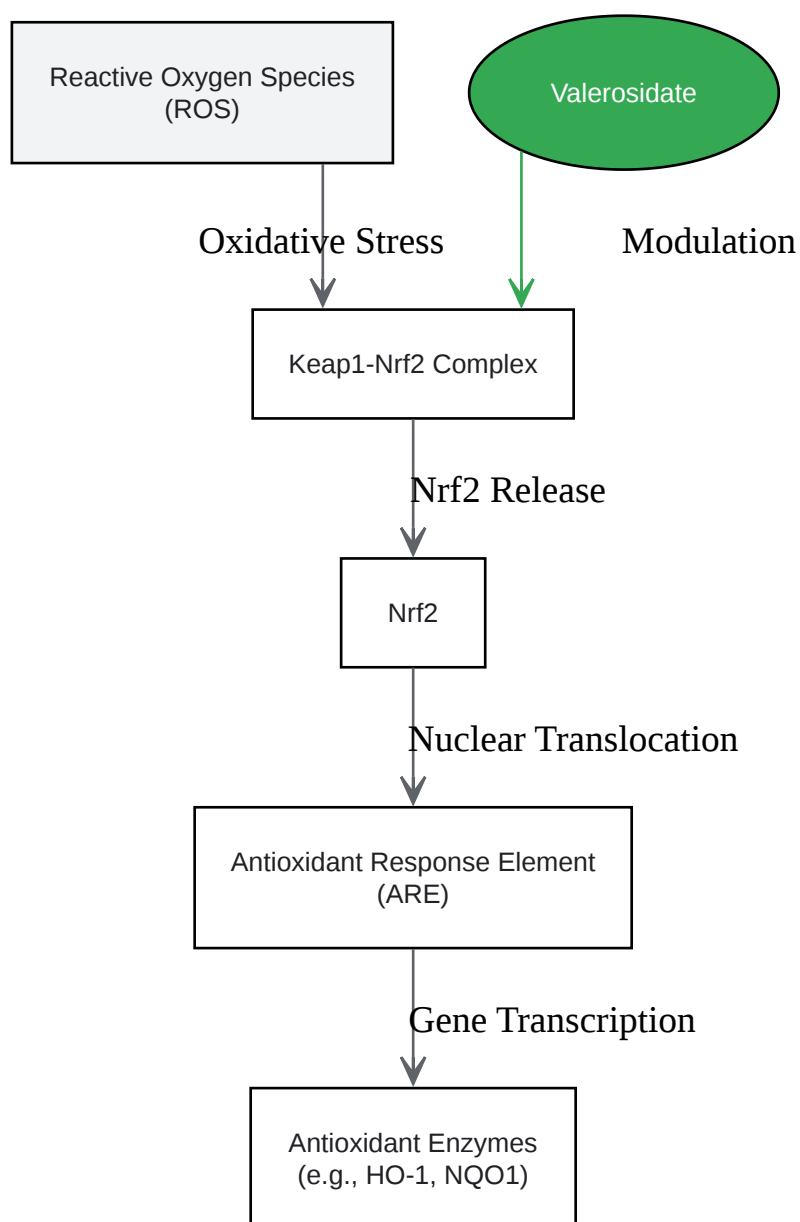 Reactive Oxygen Species
(ROS)
Valerosidate
Oxidative Stress
Modulation
Keap1-Nrf2 Complex
Nrf2 Release
Nrf2
Nuclear Translocation
Antioxidant Response Element
(ARE)
Gene Transcription
Antioxidant Enzymes
(e.g., HO-1, NQO1)